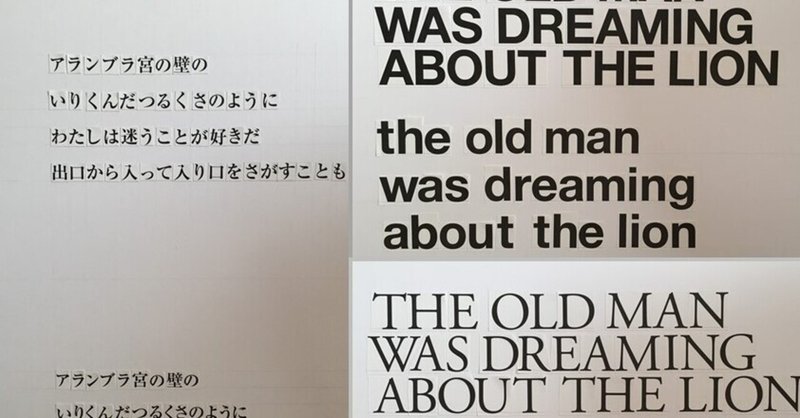 アランブラ宮の壁の
いりくんだつるくさのように
わたしは迷うことが好きだ
出口から入って入り口をさがすことも
アランブラ宮の壁の
いりくんだつるくさのように
THE OLD MAN
WAS DREAMING
ABOUT THE LION
the old man
was dreaming
about the lion
THE OLD MAN
WAS DREAMING
ABOUT THE LION